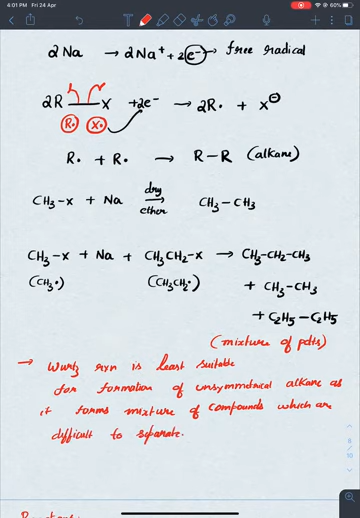 4:01 PM Fri 24 Apr
60%
2Na → 2Na⁺ + 2e⁻ → free radical
2R — X + 2e⁻ → 2R• + X⊖
R• X•
R• + R• → R–R (alkane)
CH₃–X + Na dry ether → CH₃–CH₃
CH₃–X + Na + CH₃CH₂–X → CH₃–CH₂–CH₃
(CH₃•) (CH₃CH₂•) + CH₃–CH₃
+ C₂H₅–C₂H₅
(mixture of pdts)
→ Wurtz rxn is least suitable
for formation of unsymmetrical alkane as
it forms mixture of compounds which are
difficult to separate.
8
10